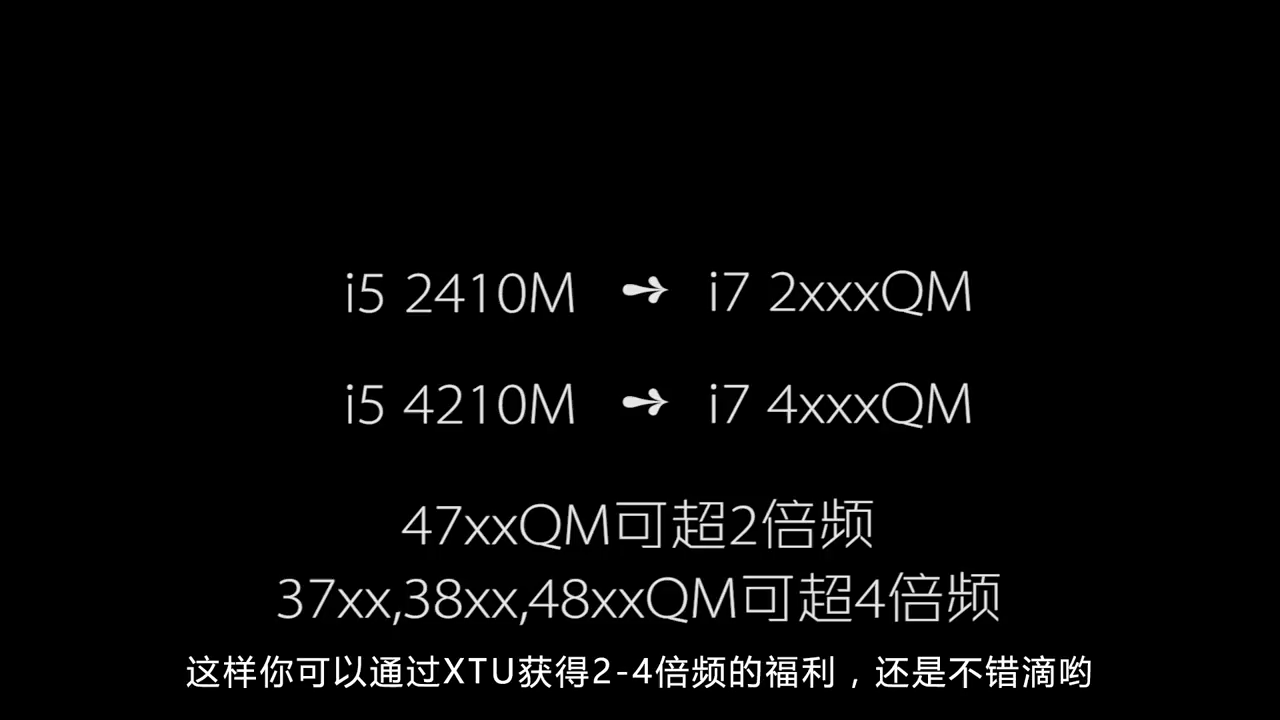 i5 2410M ➻ i7 2xxxQM
i5 4210M ➻ i7 4xxxQM
47xxQM可超2倍频
37xx,38xx,48xxQM可超4倍频
这样你可以通过XTU获得2-4倍频的福利，还是不错滴哟